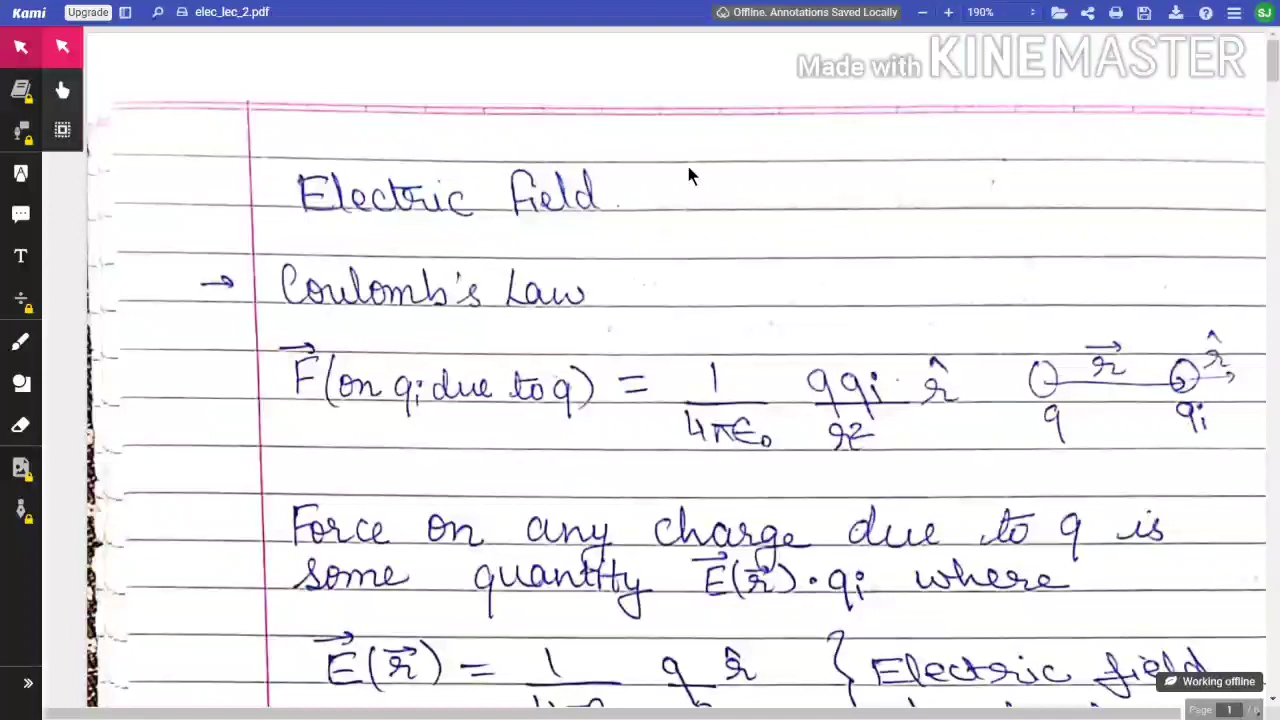 Kami Upgrade elec_lec_2.pdf Offline. Annotations Saved Locally 190% SJ
Made with KINEMASTER
Electric field.
→ Coulomb's Law
F⃗ (on qi due to q) = 1/4πε₀ qqi/r² r̂
r⃗ r̂
q qi
Force on any charge due to q is
some quantity E⃗(r⃗)·qi where
E⃗(r⃗) = 1 q r̂ } Electric field
Working offline
Page 1 / 6